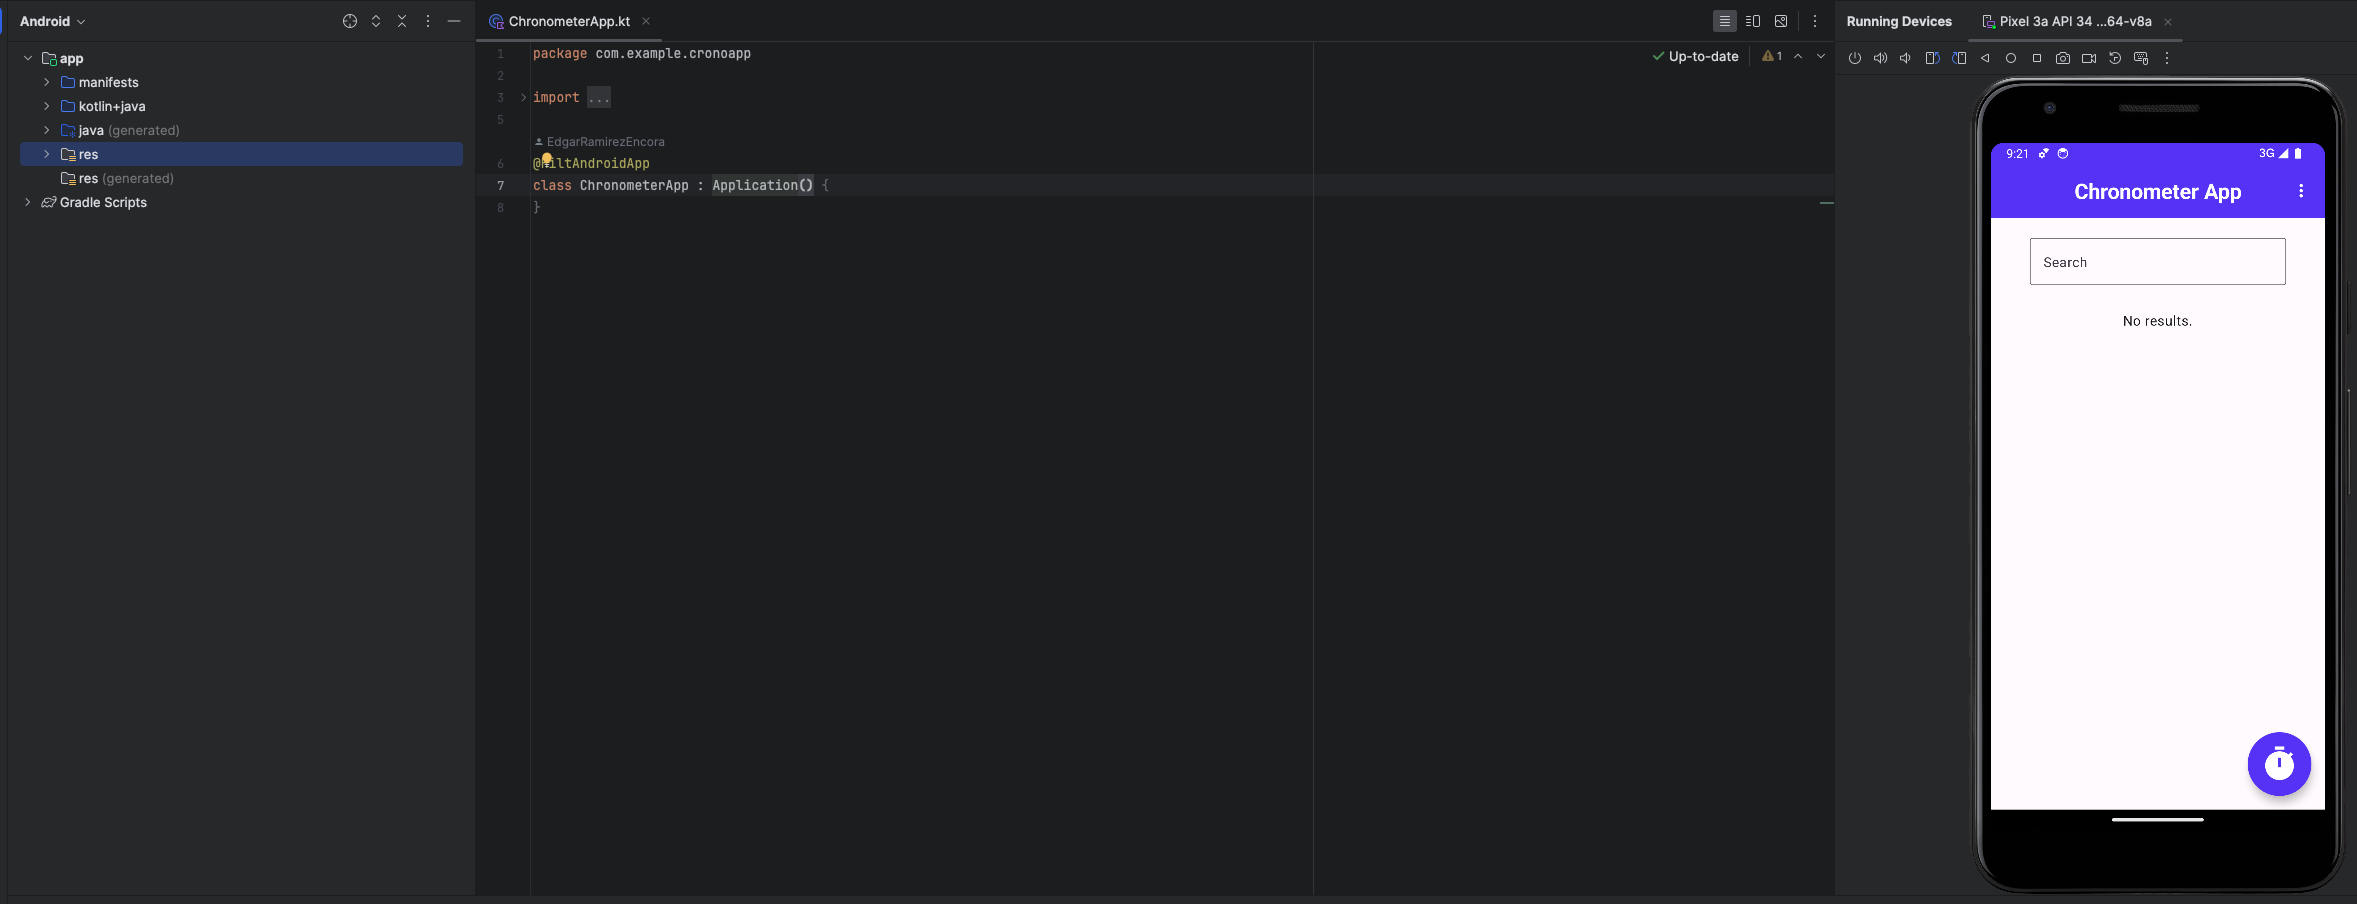 Android
app
manifests
kotlin+java
java (generated)
res
res (generated)
Gradle Scripts
ChronometerApp.kt
Up-to-date
1
1 package com.example.cronoapp
2
3 import ...
5
EdgarRamirezEncora
6 @HiltAndroidApp
7 class ChronometerApp : Application() {
8 }
Running Devices
Pixel 3a API 34 ...64-v8a
9:21
3G
Chronometer App
Search
No results.